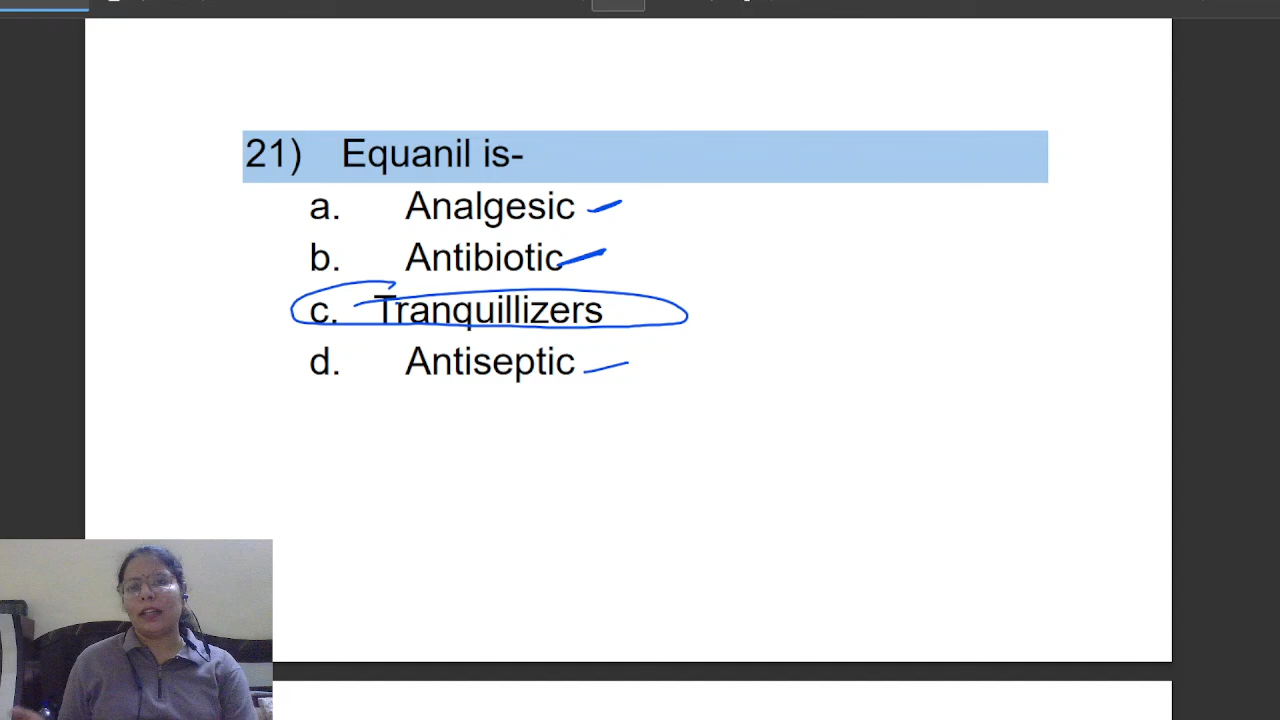 21) Equanil is-
a. Analgesic
b. Antibiotic
c. Tranquillizers
d. Antiseptic